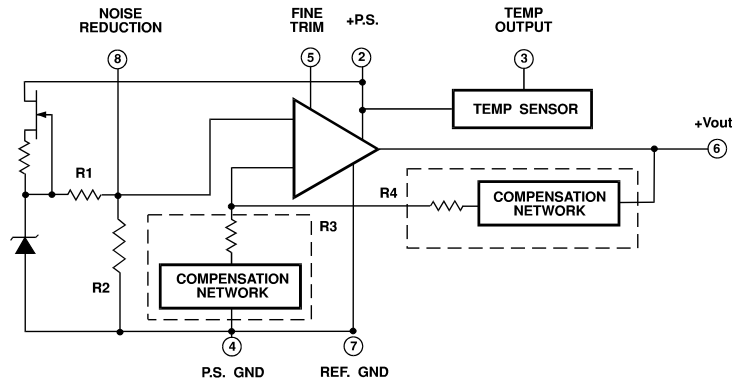 NOISE
REDUCTION
FINE
TRIM
+P.S.
TEMP
OUTPUT
8
5
2
3
TEMP SENSOR
+Vout
6
R1
R4
COMPENSATION
NETWORK
R3
R2
COMPENSATION
NETWORK
4
7
P.S. GND
REF. GND